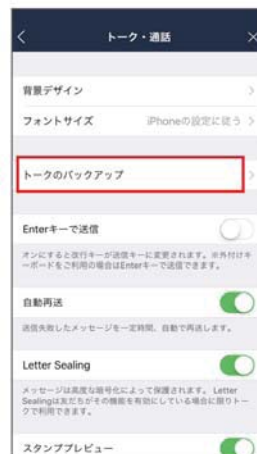 トーク・通話
背景デザイン
フォントサイズ iPhoneの設定に従う
トークのバックアップ
Enterキーで送信
オンにすると改行キーが送信キーに変更されます。※外付けキ
ーボードをご利用の場合はEnterキーで送信できます。
自動再送
送信失敗したメッセージを一定時間、自動で再送します。
Letter Sealing
メッセージは高度な暗号化によって保護されます。 Letter
Sealingは友だちがその機能を有効にしている場合に限りトー
クで利用できます。
スタンププレビュー